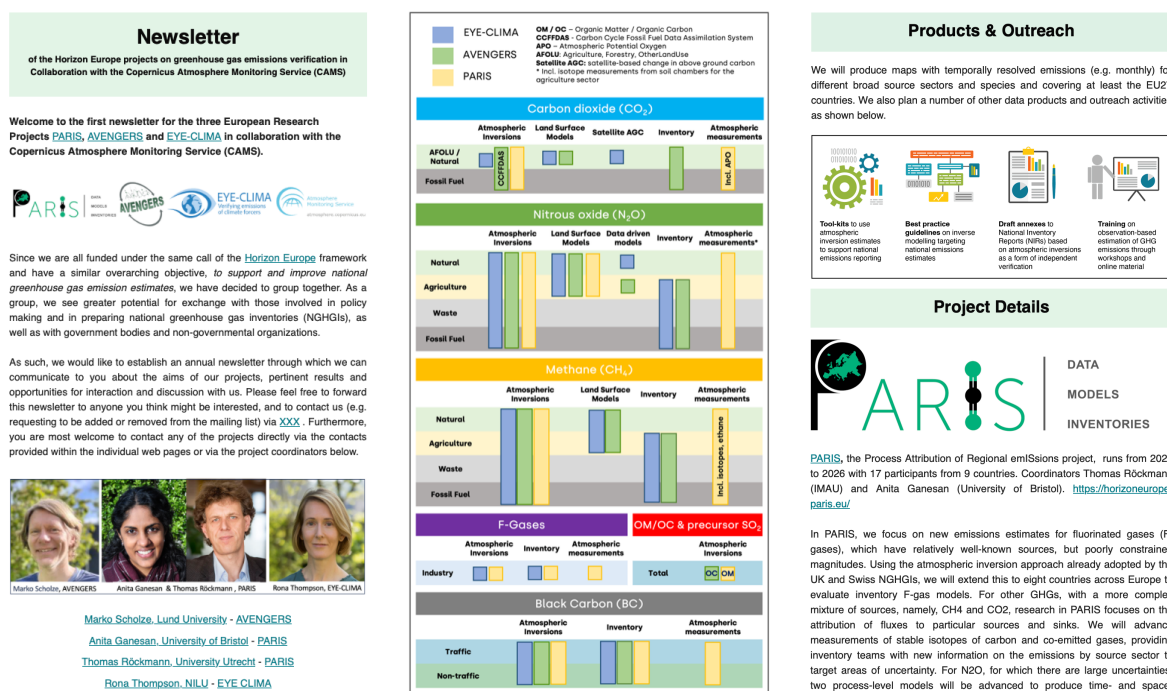 Newsletter
of the Horizon Europe projects on greenhouse gas emissions verification in
Collaboration with the Copernicus Atmosphere Monitoring Service (CAMS)
Welcome to the first newsletter for the three European Research
Projects PARIS, AVENGERS and EYE-CLIMA in collaboration with the
Copernicus Atmosphere Monitoring Service (CAMS).
PARIS
DATA
MODELS
INVENTORIES
AVENGERS
EYE-CLIMA
Verifying emissions
of climate forcers
Atmosphere
Monitoring Service
atmosphere.copernicus.eu
Since we are all funded under the same call of the Horizon Europe framework
and have a similar overarching objective, to support and improve national
greenhouse gas emission estimates, we have decided to group together. As a
group, we see greater potential for exchange with those involved in policy
making and in preparing national greenhouse gas inventories (NGHGIs), as
well as with government bodies and non-governmental organizations.
As such, we would like to establish an annual newsletter through which we can
communicate to you about the aims of our projects, pertinent results and
opportunities for interaction and discussion with us. Please feel free to forward
this newsletter to anyone you think might be interested, and to contact us (e.g.
requesting to be added or removed from the mailing list) via XXX . Furthermore,
you are most welcome to contact any of the projects directly via the contacts
provided within the individual web pages or via the project coordinators below.
Marko Scholze, AVENGERS
Anita Ganesan & Thomas Röckmann , PARIS
Rona Thompson, EYE-CLIMA
Marko Scholze, Lund University - AVENGERS
Anita Ganesan, University of Bristol - PARIS
Thomas Röckmann, University Utrecht - PARIS
Rona Thompson, NILU - EYE CLIMA
EYE-CLIMA
AVENGERS
PARIS
OM / OC – Organic Matter / Organic Carbon
CCFFDAS - Carbon Cycle Fossil Fuel Data Assimilation System
APO – Atmospheric Potential Oxygen
AFOLU: Agriculture, Forestry, OtherLandUse
Satellite AGC: satellite-based change in above ground carbon
* Incl. isotope measurements from soil chambers for the
agriculture sector
Carbon dioxide (CO₂)
Atmospheric Inversions
Land Surface Models
Satellite AGC
Inventory
Atmospheric measurements
AFOLU / Natural
Fossil Fuel
CCFFDAS
Incl. APO
Nitrous oxide (N₂O)
Atmospheric Inversions
Land Surface Models
Data driven models
Inventory
Atmospheric measurements*
Natural
Agriculture
Waste
Fossil Fuel
Methane (CH₄)
Atmospheric Inversions
Land Surface Models
Inventory
Atmospheric measurements
Natural
Agriculture
Waste
Fossil Fuel
Incl. isotopes, ethane
F-Gases
Atmospheric Inversions
Inventory
Atmospheric measurements
Industry
OM/OC & precursor SO₂
Atmospheric Inversions
Total
OC OM
Black Carbon (BC)
Atmospheric Inversions
Inventory
Atmospheric measurements
Traffic
Non-traffic
Products & Outreach
We will produce maps with temporally resolved emissions (e.g. monthly) fo
different broad source sectors and species and covering at least the EU27
countries. We also plan a number of other data products and outreach activitie
as shown below.
Tool-kits to use
atmospheric
inversion estimates
to support national
emissions reporting
Best practice
guidelines on inverse
modelling targeting
national emissions
estimates
Draft annexes to
National Inventory
Reports (NIRs) based
on atmospheric inversions
as a form of independent
verification
Training on
observation-based
estimation of GHG
emissions through
workshops and
online material
Project Details
PARIS
DATA
MODELS
INVENTORIES
PARIS, the Process Attribution of Regional emISsions project, runs from 202
to 2026 with 17 participants from 9 countries. Coordinators Thomas Röckman
(IMAU) and Anita Ganesan (University of Bristol). https://horizoneurope
paris.eu/
In PARIS, we focus on new emissions estimates for fluorinated gases (F
gases), which have relatively well-known sources, but poorly constraine
magnitudes. Using the atmospheric inversion approach already adopted by th
UK and Swiss NGHGIs, we will extend this to eight countries across Europe t
evaluate inventory F-gas models. For other GHGs, with a more comple
mixture of sources, namely, CH4 and CO2, research in PARIS focuses on th
attribution of fluxes to particular sources and sinks. We will advanc
measurements of stable isotopes of carbon and co-emitted gases, providin
inventory teams with new information on the emissions by source sector t
target areas of uncertainty. For N2O, for which there are large uncertainties
two process-level models will be advanced to produce time- and space